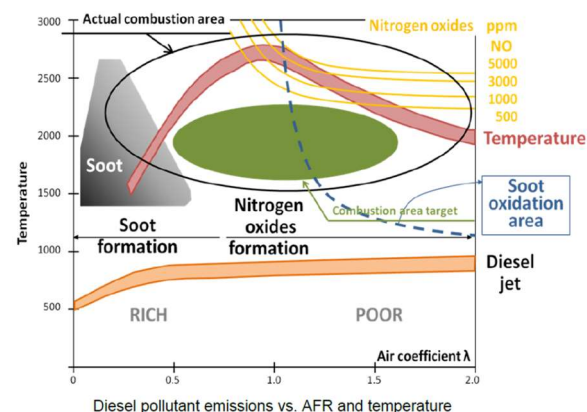 Actual combustion area
Nitrogen oxides ppm
NO
5000
3000
1000
500
Temperature
Soot
oxidation
area
Diesel
jet
3000
2500
2000
1500
1000
500
Temperature
Soot
Combustion area target
Soot
formation
Nitrogen
oxides
formation
RICH
POOR
Air coefficient λ
0
0.5
1.0
1.5
2.0
Diesel pollutant emissions vs. AFR and temperature